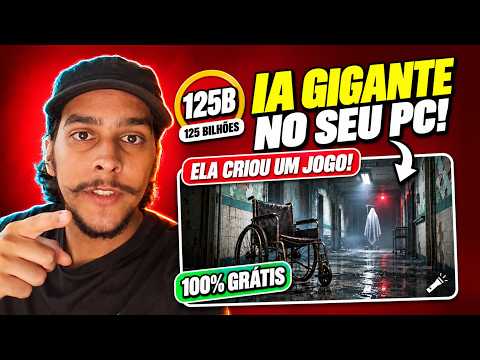 125B
125 BILHÕES
IA GIGANTE
NO SEU PC!
ELA CRIOU UM JOGO!
100% GRÁTIS